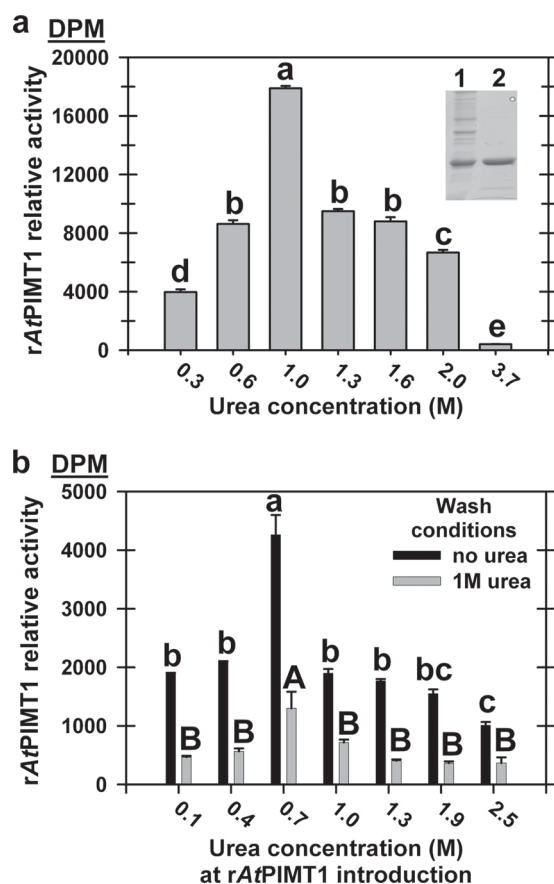 a DPM
20000
16000
12000
8000
4000
0
rAtPIMT1 relative activity
d
b
a
b
b
c
e
1 2
0.3 0.6 1.0 1.3 1.6 2.0 3.7
Urea concentration (M)
b DPM
5000
4000
3000
2000
1000
0
rAtPIMT1 relative activity
Wash
conditions
no urea
1M urea
b B
b B
a A
b B
b B
bc B
c B
0.1 0.4 0.7 1.0 1.3 1.9 2.5
Urea concentration (M)
at rAtPIMT1 introduction